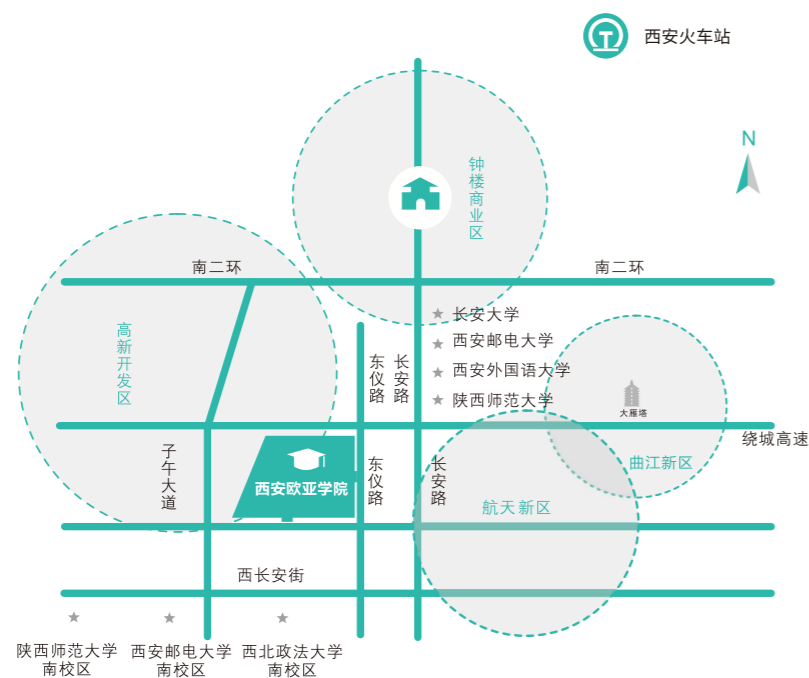 西安火车站
N
钟楼商业区
南二环
南二环
长安大学
高新开发区
西安邮电大学
东仪路
长安路
西安外国语大学
陕西师范大学
大雁塔
绕城高速
子午大道
东仪路
长安路
曲江新区
西安欧亚学院
航天新区
西长安街
陕西师范大学
南校区
西安邮电大学
南校区
西北政法大学
南校区